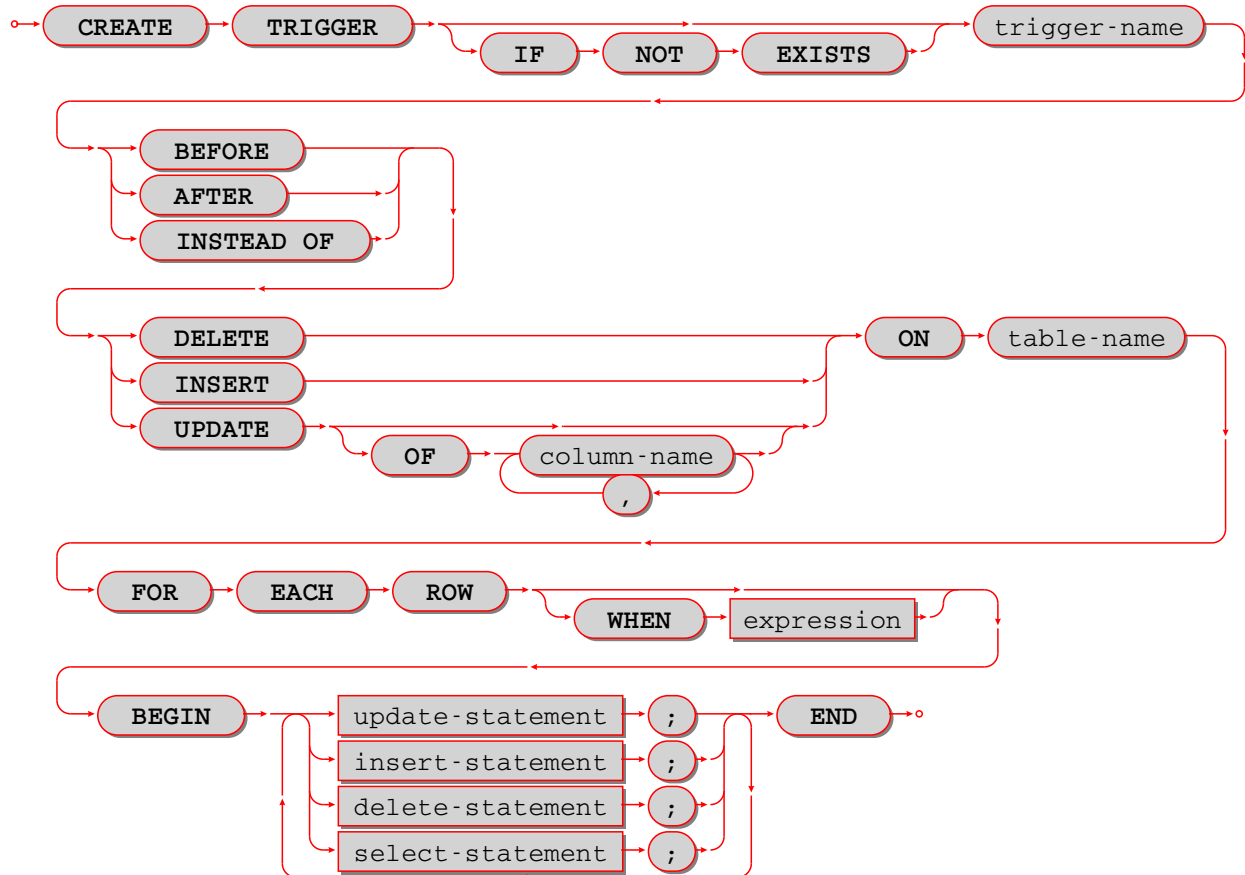 CREATE TRIGGER trigger-name
IF NOT EXISTS
BEFORE
AFTER
INSTEAD OF
DELETE ON table-name
INSERT
UPDATE
OF column-name
,
FOR EACH ROW
WHEN expression
BEGIN update-statement ; END
insert-statement ;
delete-statement ;
select-statement ;